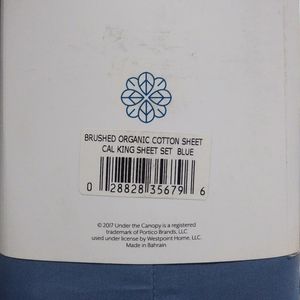 BRUSHED ORGANIC COTTON SHEET
CAL KING SHEET SET BLUE
0 28828 35679 6
© 2017 Under the Canopy is a registered
trademark of Portico Brands, LLC
used under license by Westpoint Home, LLC.
Made in Bahrain